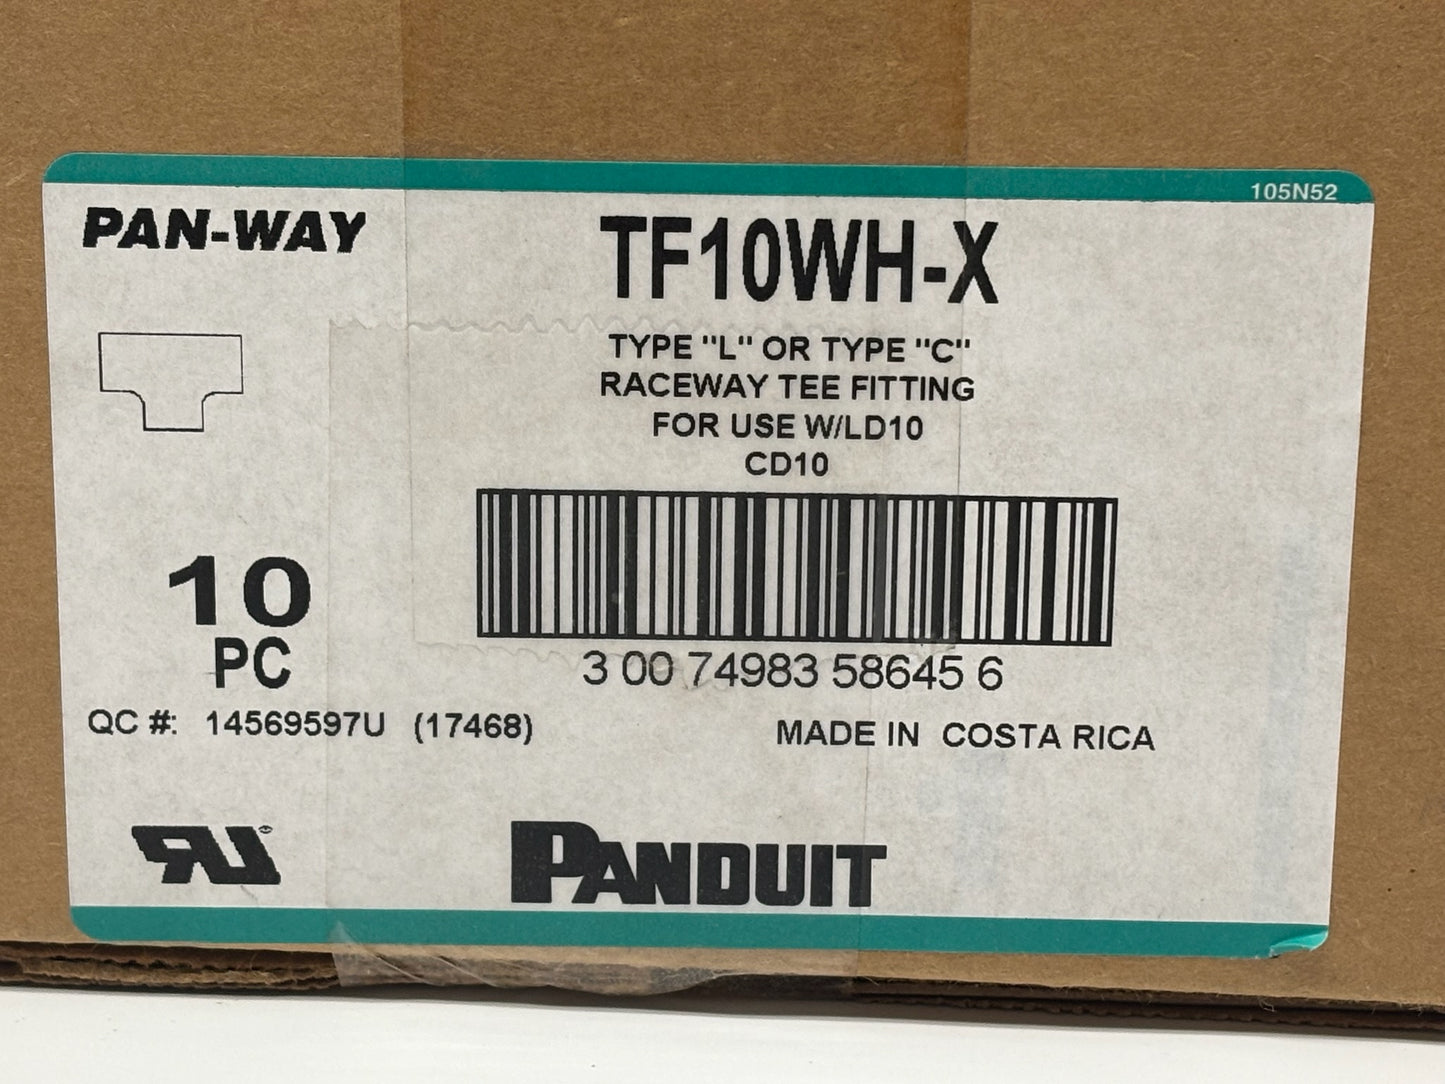 105N52
PAN-WAY
TF10WH-X
TYPE "L" OR TYPE "C"
RACEWAY TEE FITTING
FOR USE W/LD10
CD10
10
PC
3 00 74983 58645 6
QC #: 14569597U (17468)
MADE IN COSTA RICA
RU
PANDUIT